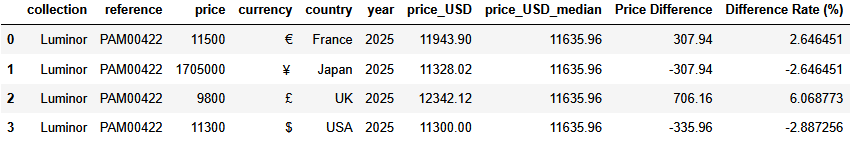 collection reference price currency country year price_USD price_USD_median Price Difference Difference Rate (%)
0 Luminor PAM00422 11500 € France 2025 11943.90 11635.96 307.94 2.646451
1 Luminor PAM00422 1705000 ¥ Japan 2025 11328.02 11635.96 -307.94 -2.646451
2 Luminor PAM00422 9800 £ UK 2025 12342.12 11635.96 706.16 6.068773
3 Luminor PAM00422 11300 $ USA 2025 11300.00 11635.96 -335.96 -2.887256